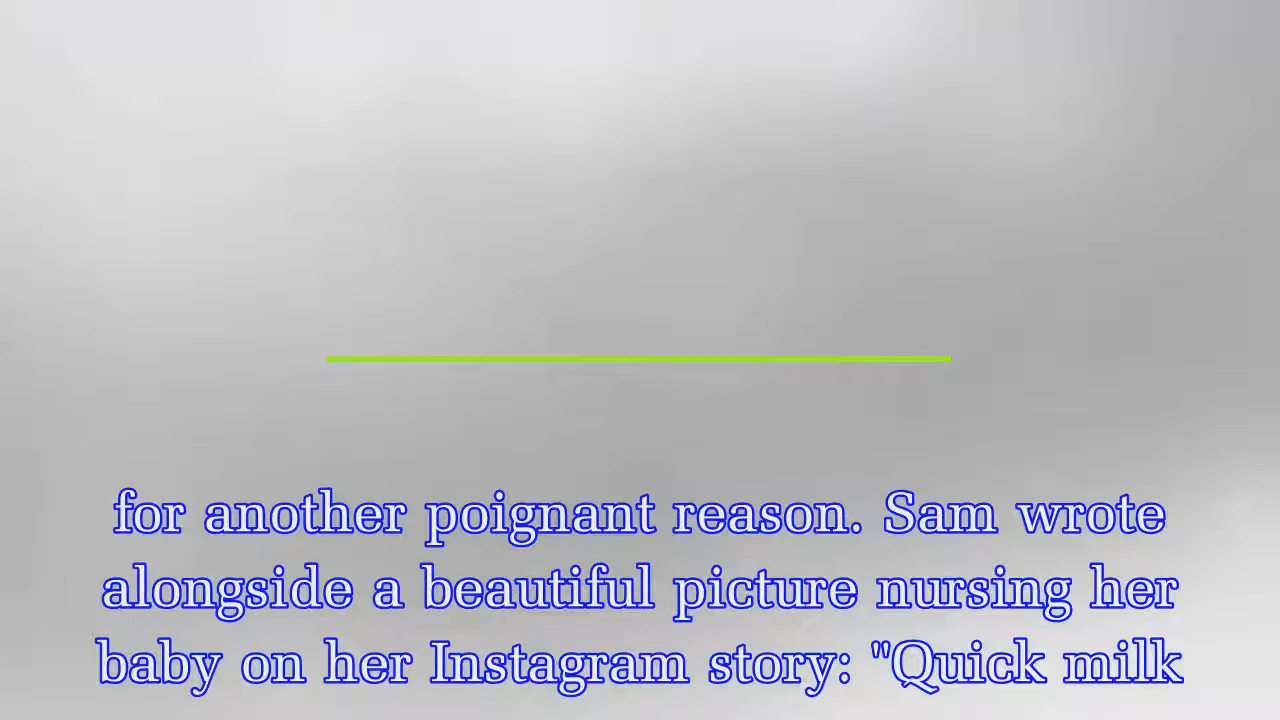 for another poignant reason. Sam wrote
alongside a beautiful picture nursing her
baby on her Instagram story: "Quick milk